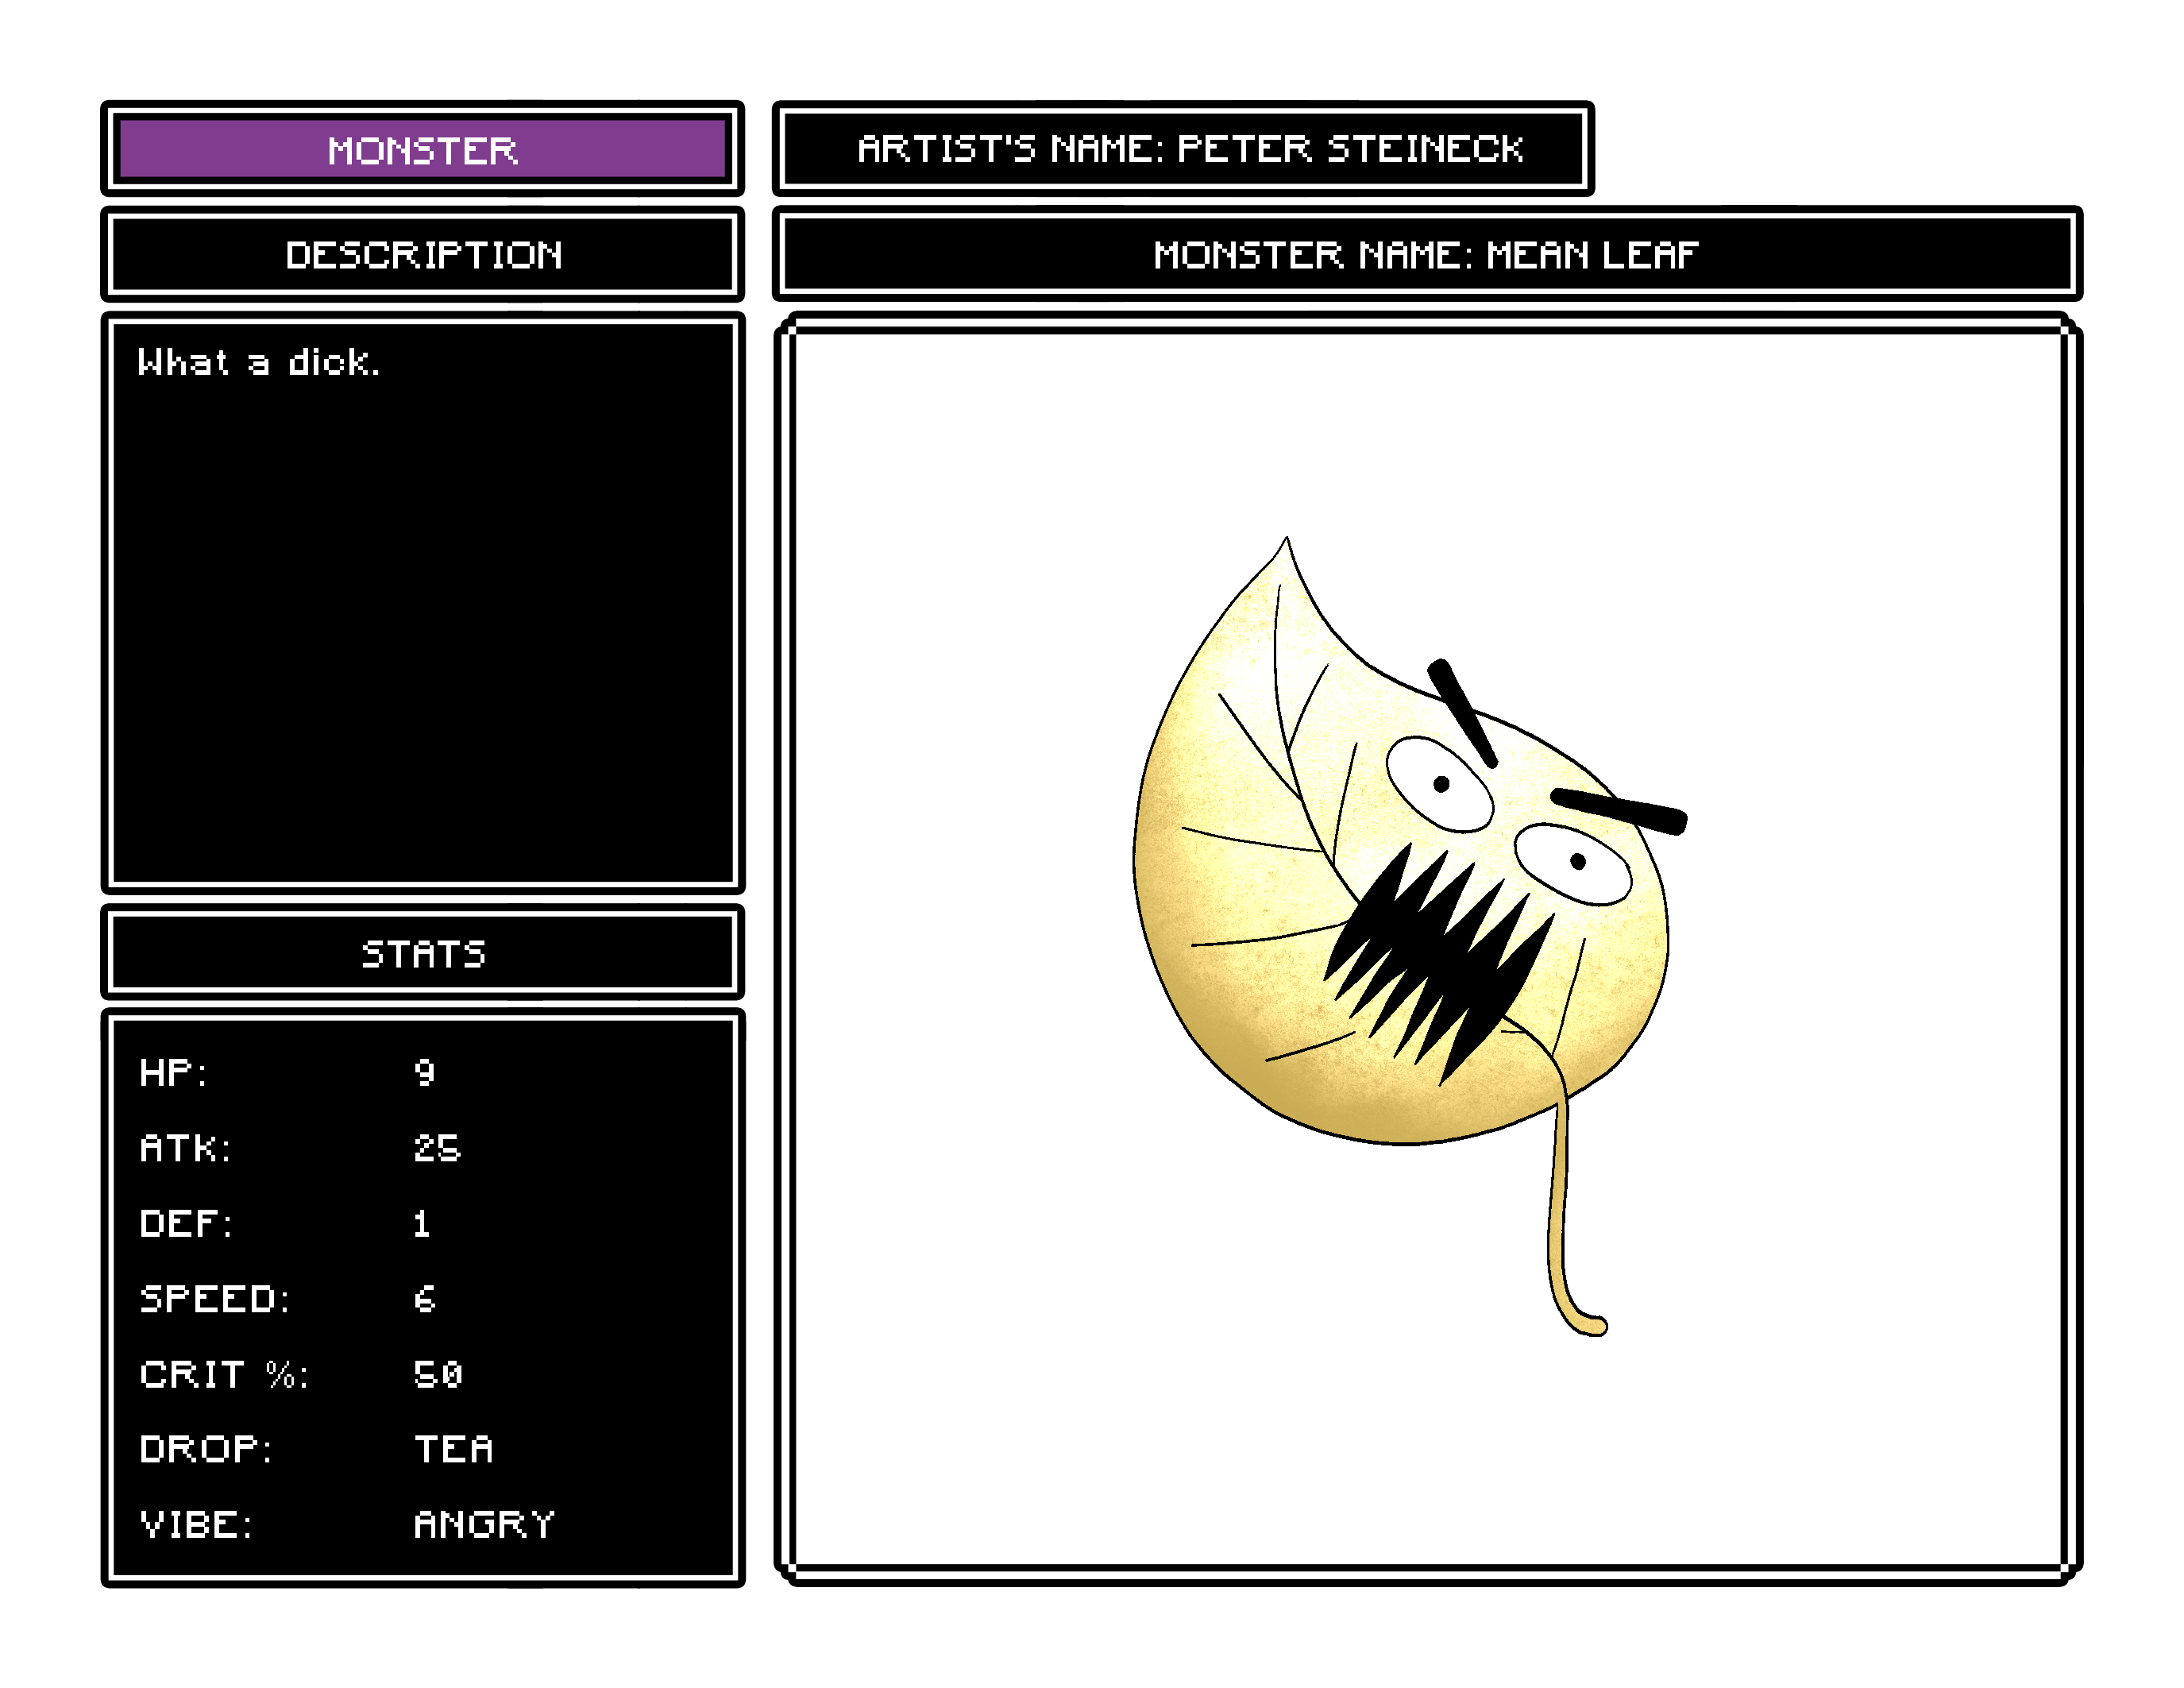 MONSTER
ARTIST'S NAME: PETER STEINECK
DESCRIPTION
MONSTER NAME: MEAN LEAF
What a dick.
STATS
HP: 9
ATK: 25
DEF: 1
SPEED: 6
CRIT %: 50
DROP: TEA
VIBE: ANGRY